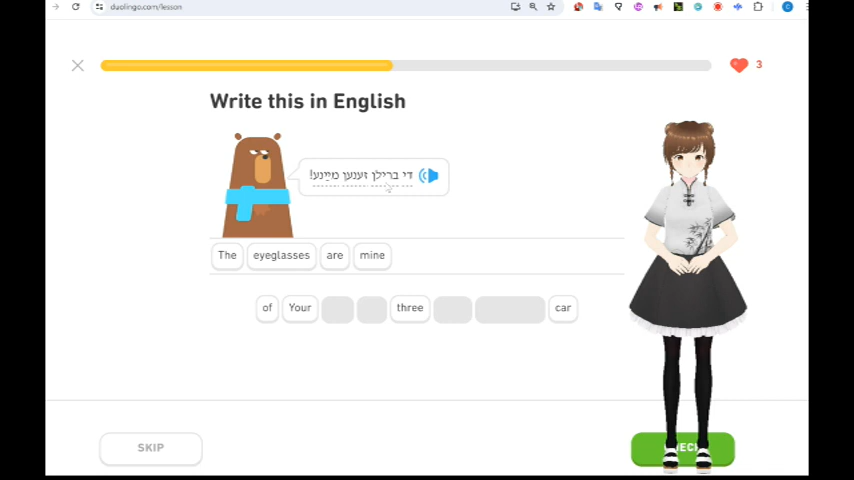 duolingo.com/lesson
3
Write this in English
די ברילן זענען מײַנע!
The eyeglasses are mine
of Your three car
SKIP
CHECK